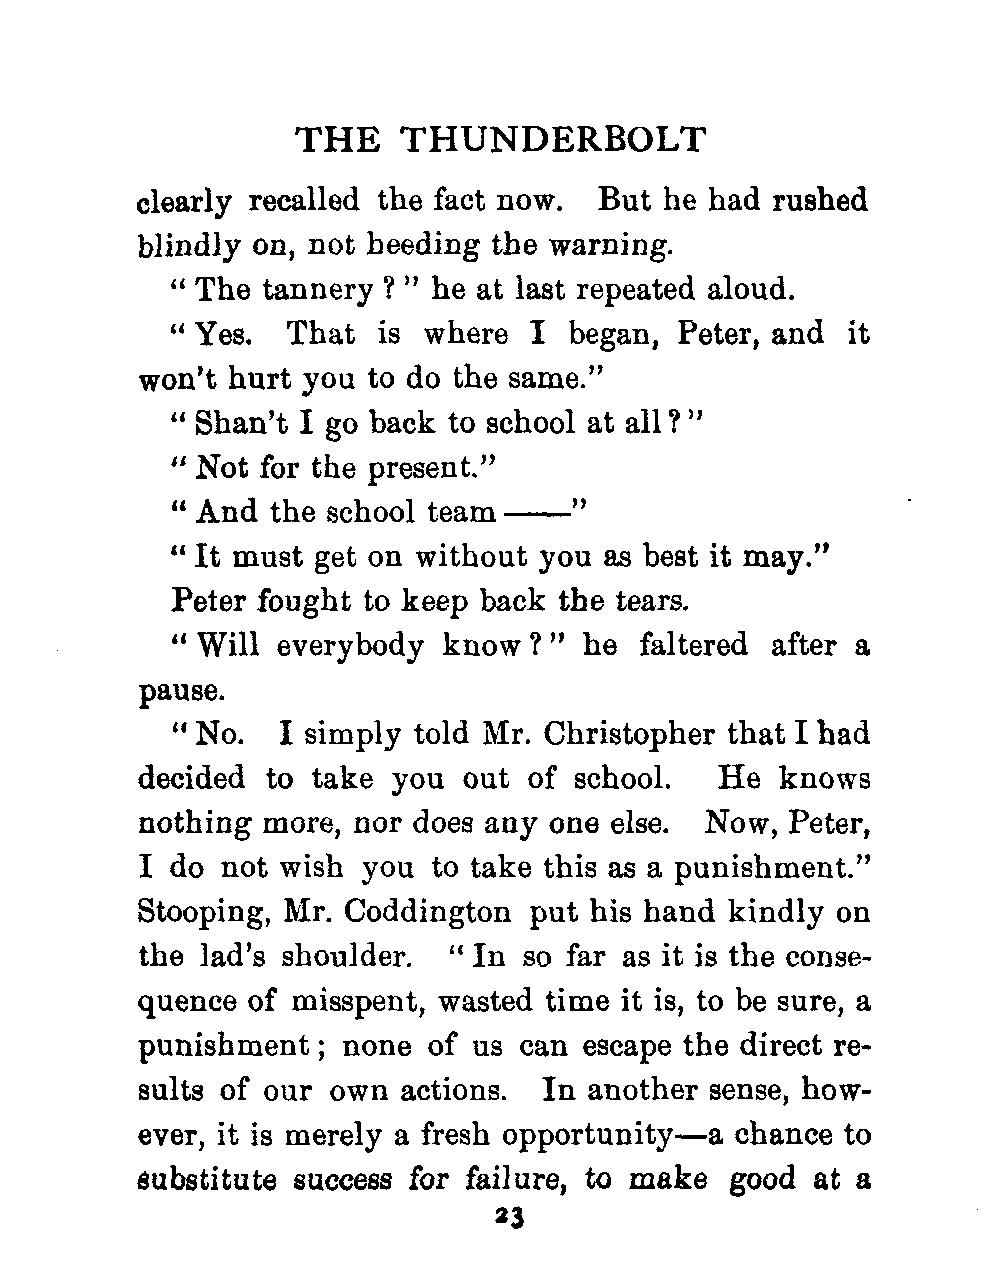 THE THUNDERBOLT
clearly recalled the fact now. But he had rushed
blindly on, not heeding the warning.
“ The tannery ? ” he at last repeated aloud.
“ Yes. That is where I began, Peter, and it
won’t hurt you to do the same.”
“ Shan’t I go back to school at all ? ”
“ Not for the present.”
“ And the school team ——”
“ It must get on without you as best it may.”
Peter fought to keep back the tears.
“ Will everybody know ? ” he faltered after a
pause.
“ No. I simply told Mr. Christopher that I had
decided to take you out of school. He knows
nothing more, nor does any one else. Now, Peter,
I do not wish you to take this as a punishment.”
Stooping, Mr. Coddington put his hand kindly on
the lad’s shoulder. “ In so far as it is the conse-
quence of misspent, wasted time it is, to be sure, a
punishment ; none of us can escape the direct re-
sults of our own actions. In another sense, how-
ever, it is merely a fresh opportunity—a chance to
substitute success for failure, to make good at a
23